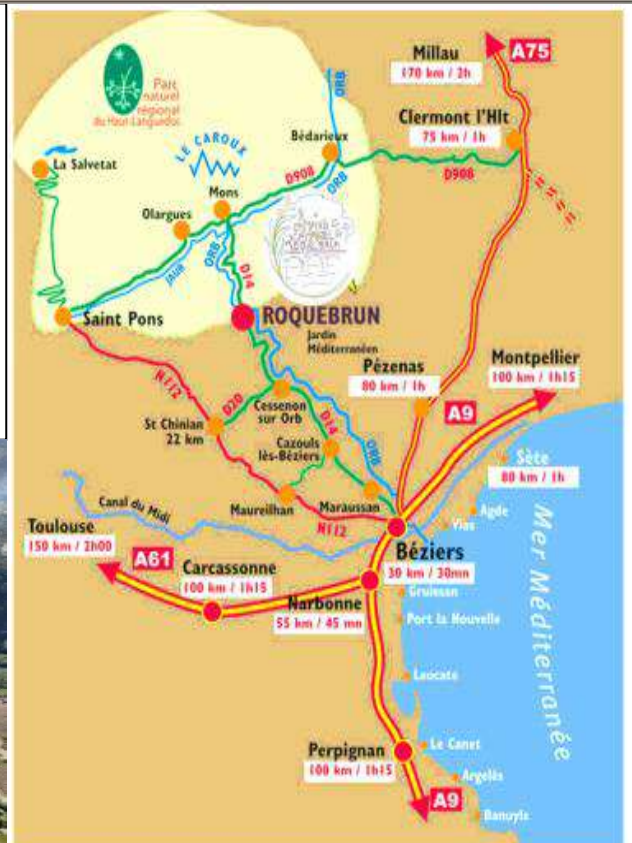 A75
Millau
170 km / 2h
ORB
Parc
naturel
régional
du Haut-Languedoc
Clermont l'Hlt
75 km / 1h
LE CAROUX
Bédarieux
La Salvetat
D908
D908
ORB
Mons
Olargues
ORB
JAUR
D14
Saint Pons
ROQUEBRUN
Jardin
Méditerranéen
Montpellier
100 km / 1h15
Pézenas
80 km / 1h
N112
A9
D20
Cessenon
sur Orb
St Chinian
22 km
D14
Cazouls
lès-Béziers
ORB
Sète
80 km / 1h
Maureilhan
Maraussan
Canal du Midi
Agde
Vias
N112
Toulouse
150 km / 2h00
Béziers
30 km / 30mn
A61
Carcassonne
100 km / 1h15
Mer Méditerranée
Narbonne
55 km / 45 mn
Gruissan
Port la Nouvelle
Leucate
Perpignan
100 km / 1h15
Le Canet
Argelès
A9
Banuyls